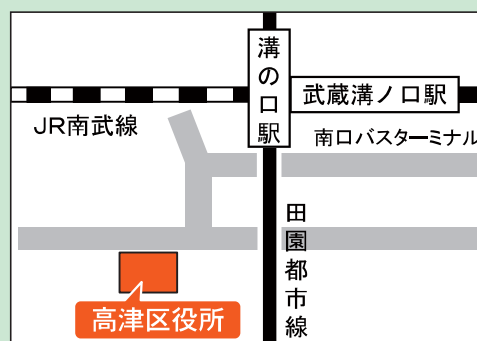 溝の口駅
武蔵溝ノ口駅
JR南武線
南口バスターミナル
田園都市線
高津区役所